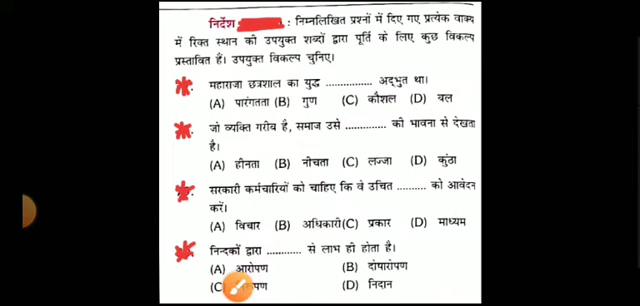 निर्देश : निम्नलिखित प्रश्नों में दिए गए प्रत्येक वाक्य
में रिक्त स्थान की उपयुक्त शब्दों द्वारा पूर्ति के लिए कुछ विकल्प
प्रस्तावित हैं। उपयुक्त विकल्प चुनिए।
महाराजा छत्रशाल का युद्ध ............... अद्भुत था।
(A) पारंगतता (B) गुण (C) कौशल (D) बल
जो व्यक्ति गरीब है, समाज उसे .............. की भावना से देखता
है।
(A) हीनता (B) नीचता (C) लज्जा (D) कुंठा
सरकारी कर्मचारियों को चाहिए कि वे उचित .......... को आवेदन
करें।
(A) विचार (B) अधिकारी (C) प्रकार (D) माध्यम
निन्दकों द्वारा ............ से लाभ ही होता है।
(A) आरोपण (B) दोषारोपण
(C) (D) निदान